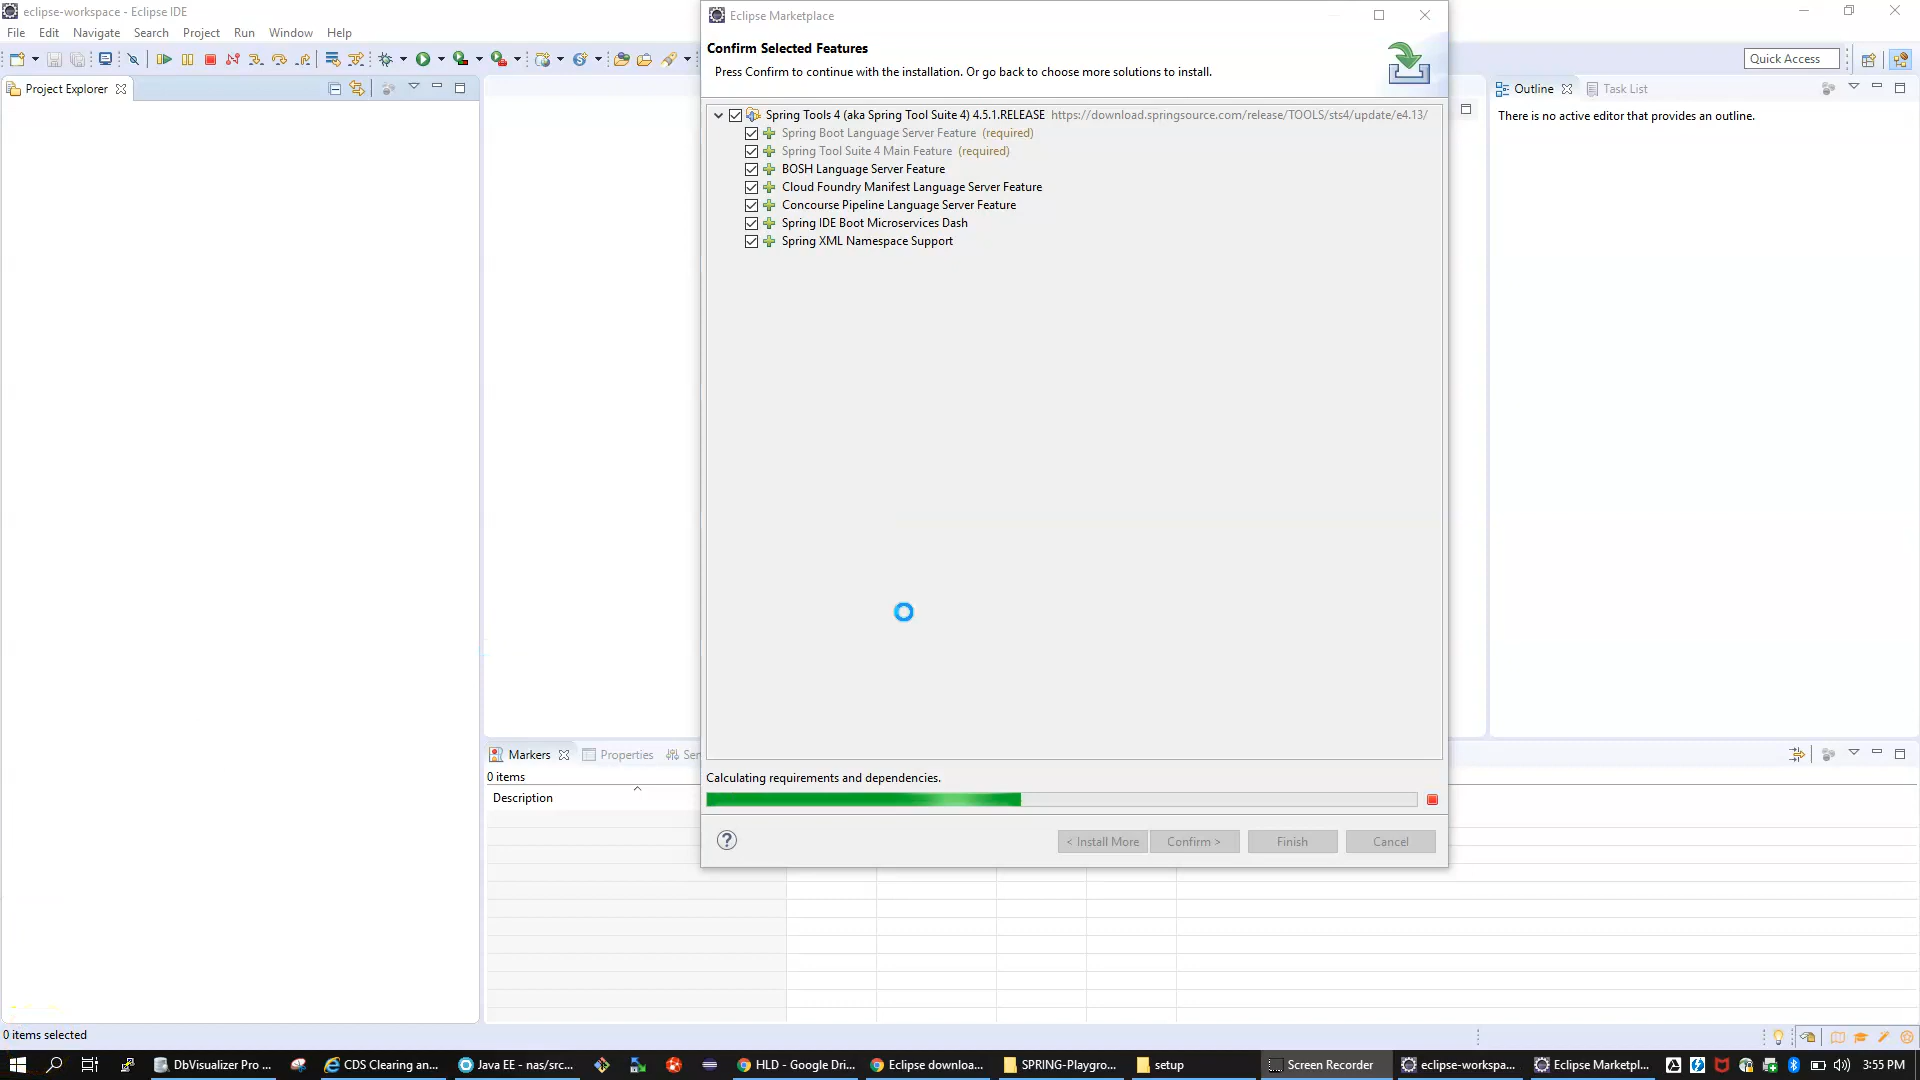 eclipse-workspace - Eclipse IDE
File Edit Navigate Search Project Run Window Help
Quick Access
Project Explorer
Outline Task List
There is no active editor that provides an outline.
Eclipse Marketplace
Confirm Selected Features
Press Confirm to continue with the installation. Or go back to choose more solutions to install.
Spring Tools 4 (aka Spring Tool Suite 4) 4.5.1.RELEASE https://download.springsource.com/release/TOOLS/sts4/update/e4.13/
Spring Boot Language Server Feature (required)
Spring Tool Suite 4 Main Feature (required)
BOSH Language Server Feature
Cloud Foundry Manifest Language Server Feature
Concourse Pipeline Language Server Feature
Spring IDE Boot Microservices Dash
Spring XML Namespace Support
Calculating requirements and dependencies.
? < Install More Confirm > Finish Cancel
Markers Properties Ser
0 items
Description
0 items selected
DbVisualizer Pro ... CDS Clearing an... Java EE - nas/src... HLD - Google Dri... Eclipse downloa... SPRING-Playgro... setup Screen Recorder eclipse-workspa... Eclipse Marketpl... 3:55 PM